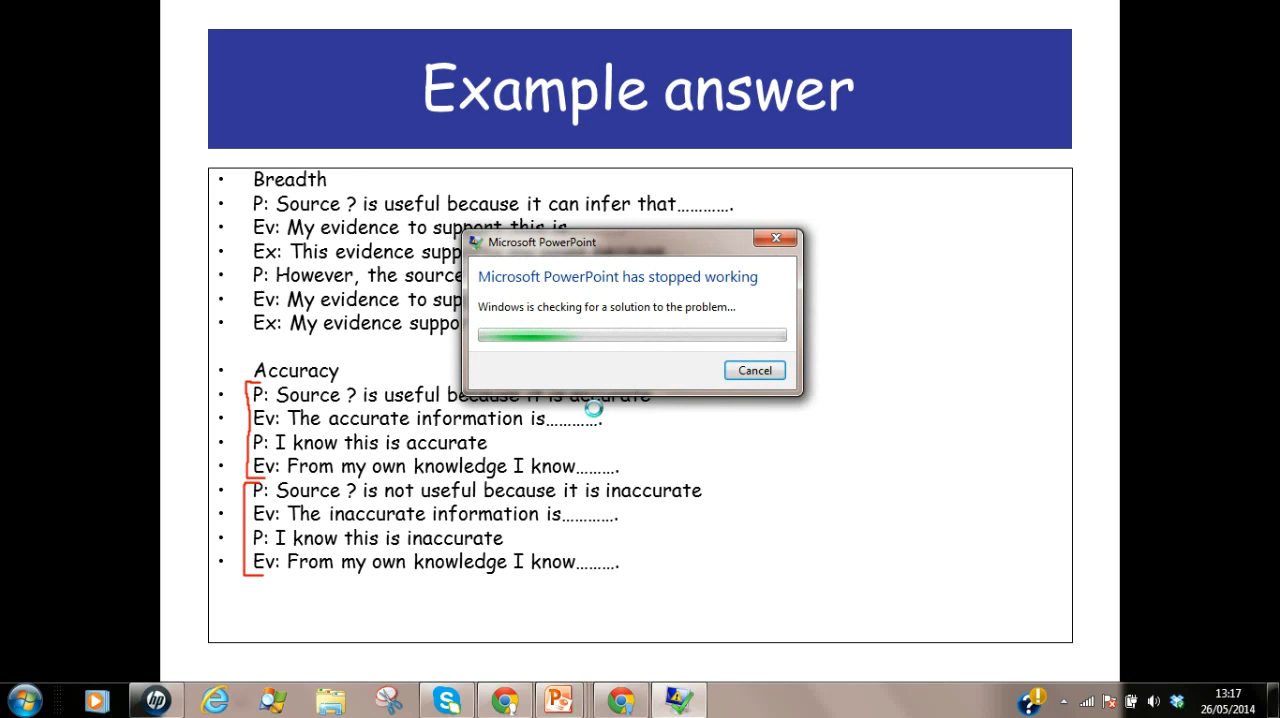 Example answer
Breadth
P: Source ? is useful because it can infer that………….
Ev: My evidence to support this is
Ex: This evidence supp
P: However, the source
Ev: My evidence to sup
Ex: My evidence suppo
Microsoft PowerPoint
Microsoft PowerPoint has stopped working
Windows is checking for a solution to the problem...
Cancel
Accuracy
P: Source ? is useful because it is accurate
Ev: The accurate information is………….
P: I know this is accurate
Ev: From my own knowledge I know……….
P: Source ? is not useful because it is inaccurate
Ev: The inaccurate information is………….
P: I know this is inaccurate
Ev: From my own knowledge I know……….
13:17
26/05/2014